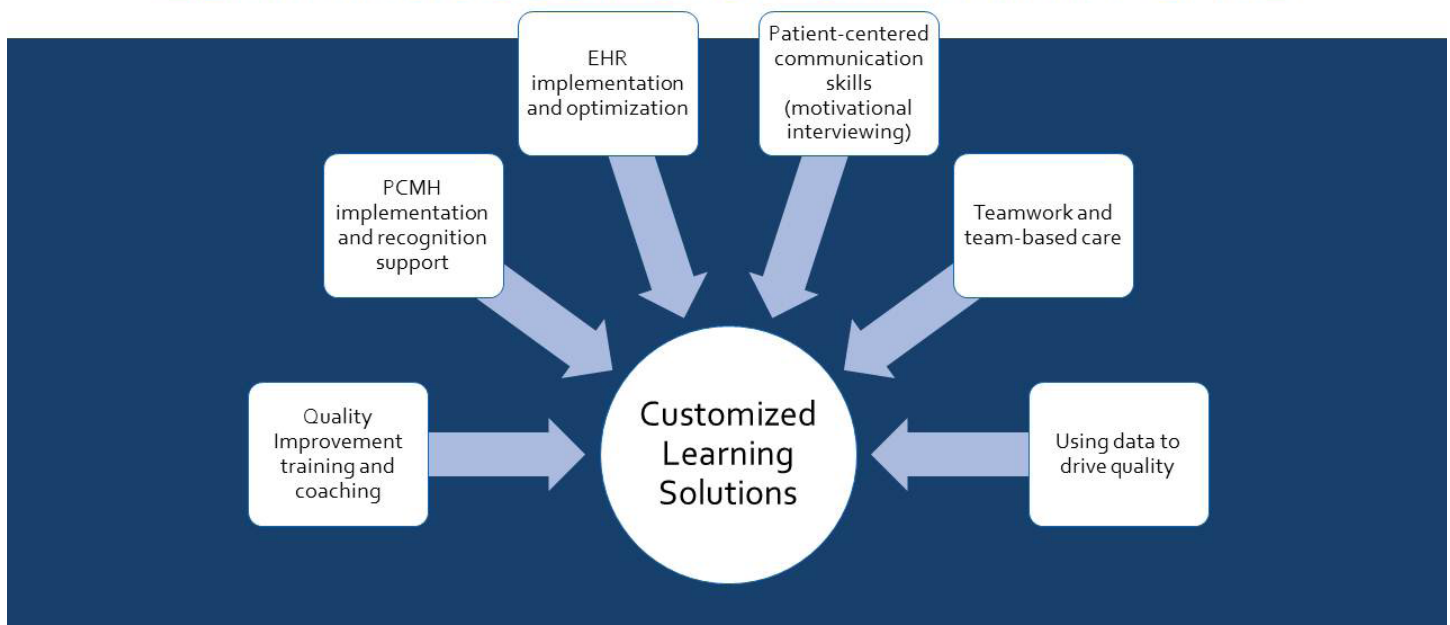 EHR
implementation
and optimization
Patient-centered
communication
skills
(motivational
interviewing)
PCMH
implementation
and recognition
support
Teamwork and
team-based care
Quality
Improvement
training and
coaching
Customized
Learning
Solutions
Using data to
drive quality